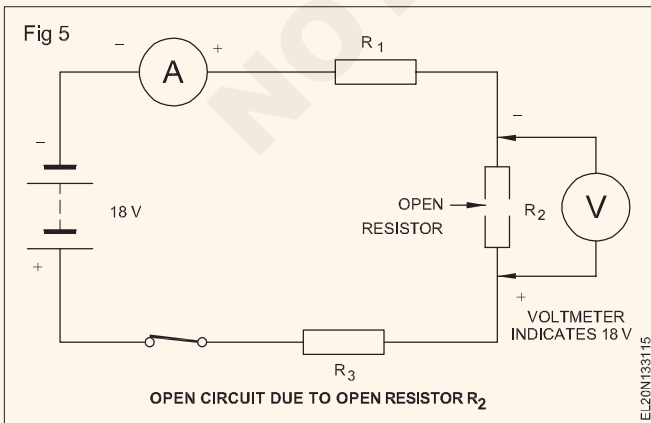 Fig 5
– +
A
R1
–
18 V
+
–
OPEN
RESISTOR
R2
V
+
VOLTMETER
INDICATES 18 V
R3
OPEN CIRCUIT DUE TO OPEN RESISTOR R2
EL20N133115
NO